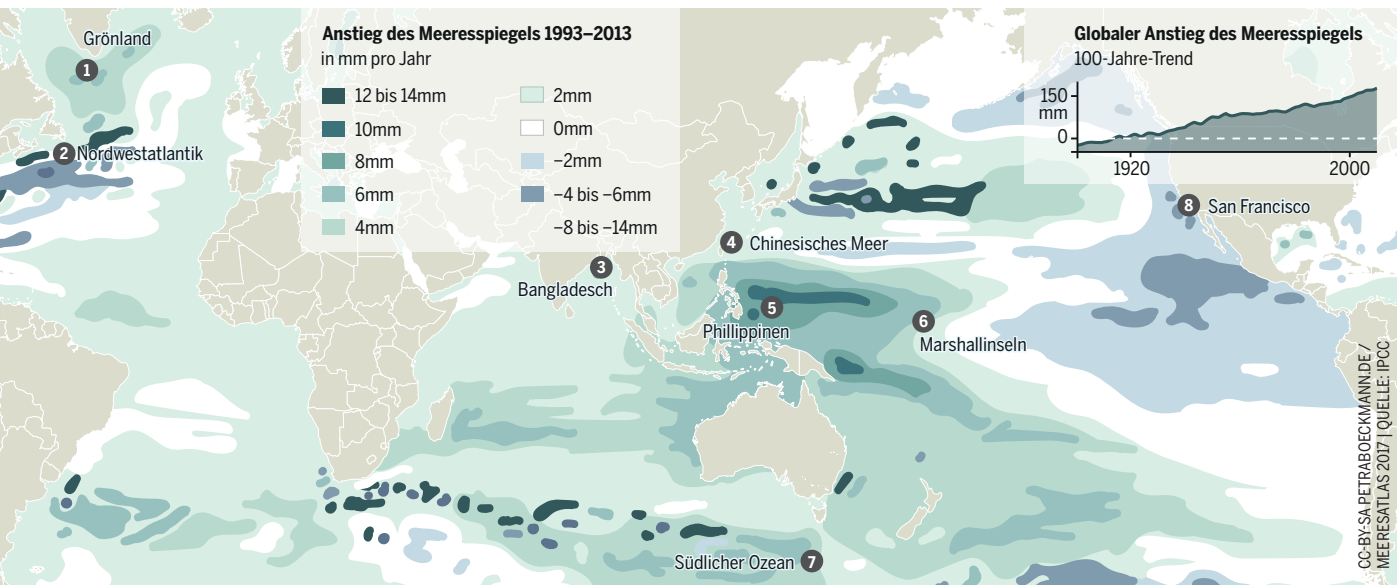 Anstieg des Meeresspiegels 1993–2013
in mm pro Jahr
12 bis 14mm
10mm
8mm
6mm
4mm
2mm
0mm
–2mm
–4 bis –6mm
–8 bis –14mm
Globaler Anstieg des Meeresspiegels
100-Jahre-Trend
150
mm
0
1920
2000
Grönland
1
2 Nordwestatlantik
3
Bangladesch
4 Chinesisches Meer
5
Phillippinen
6
Marshallinseln
Südlicher Ozean 7
8 San Francisco
CC-BY-SA PETRABOECKMANN.DE /
MEERESATLAS 2017 | QUELLE: IPCC